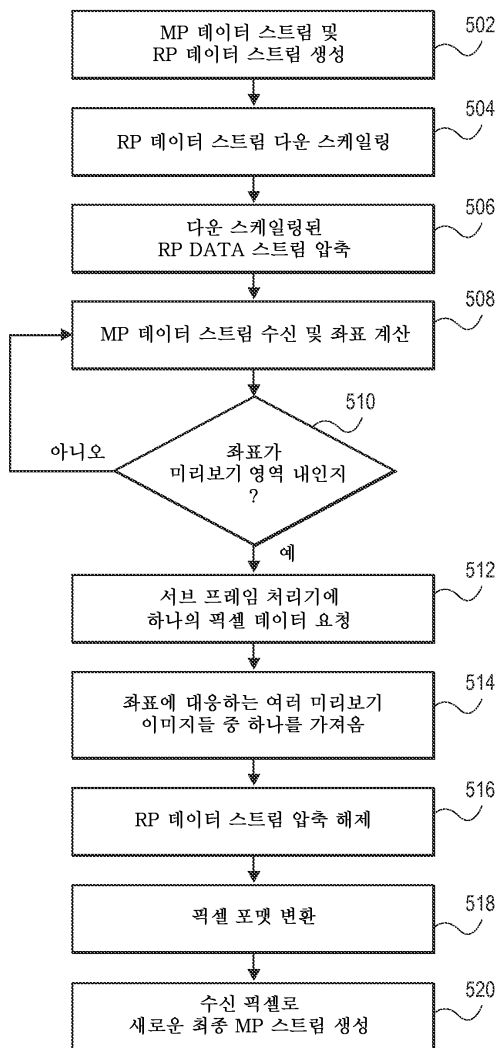 MP 데이터 스트림 및
RP 데이터 스트림 생성
502
RP 데이터 스트림 다운 스케일링
504
다운 스케일링된
RP DATA 스트림 압축
506
MP 데이터 스트림 수신 및 좌표 계산
508
510
좌표가
미리보기 영역 내인지
?
아니오
예
서브 프레임 처리기에
하나의 픽셀 데이터 요청
512
좌표에 대응하는 여러 미리보기
이미지들 중 하나를 가져옴
514
RP 데이터 스트림 압축 해제
516
픽셀 포맷 변환
518
수신 픽셀로
새로운 최종 MP 스트림 생성
520